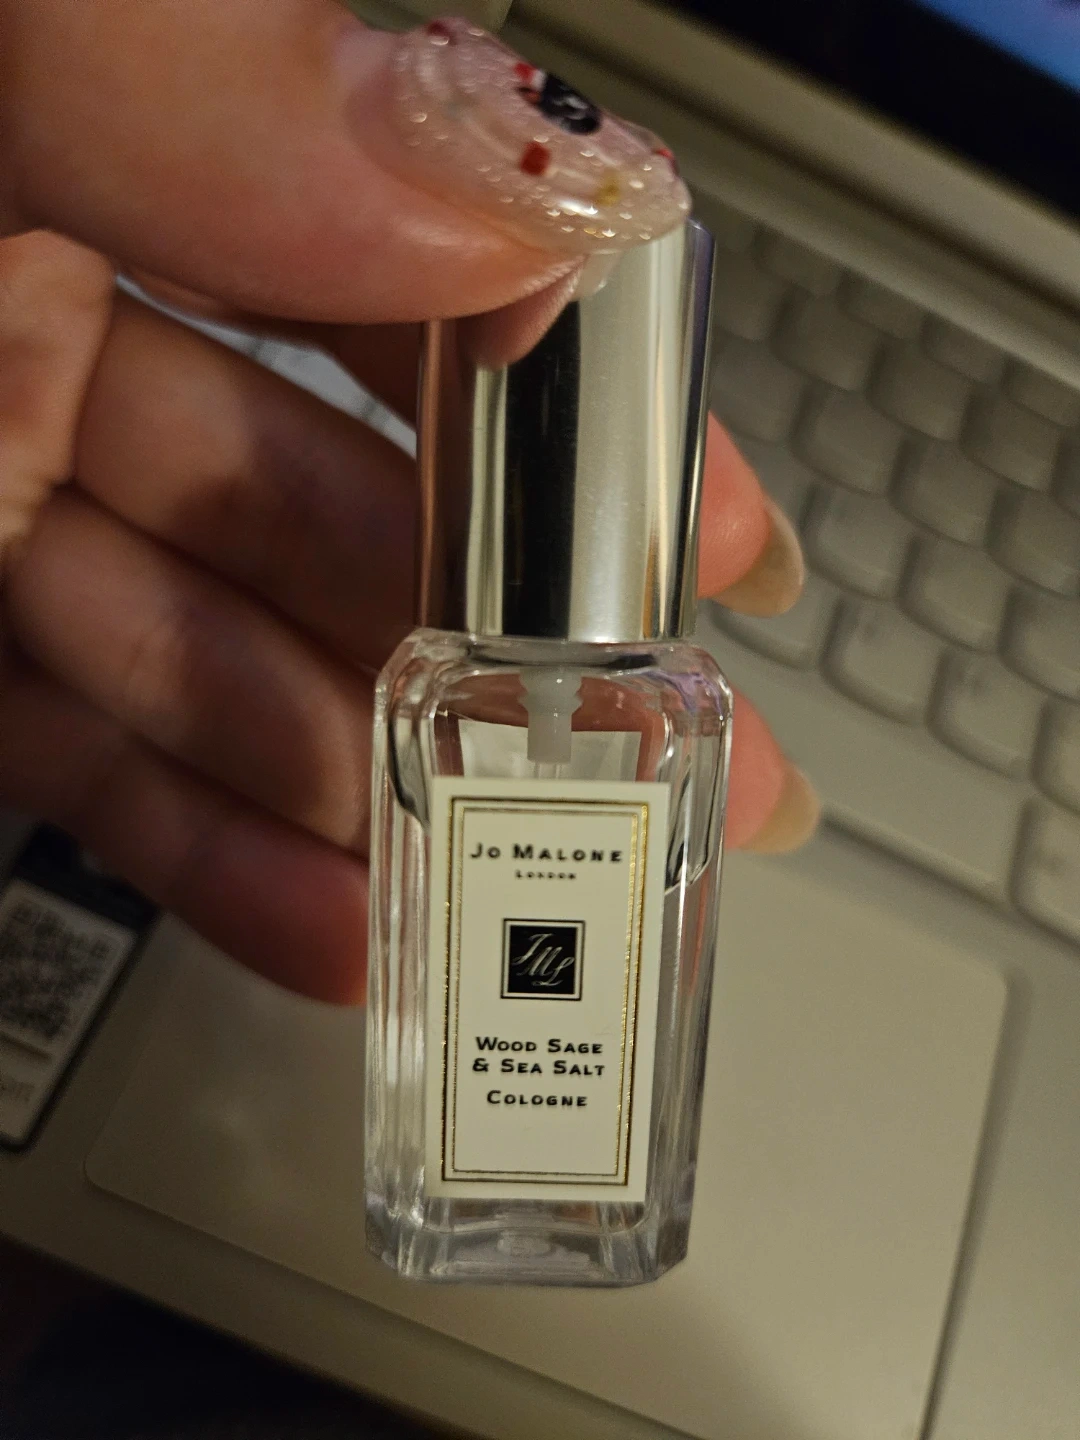 Jo Malone
London
JML
Wood Sage
& Sea Salt
Cologne